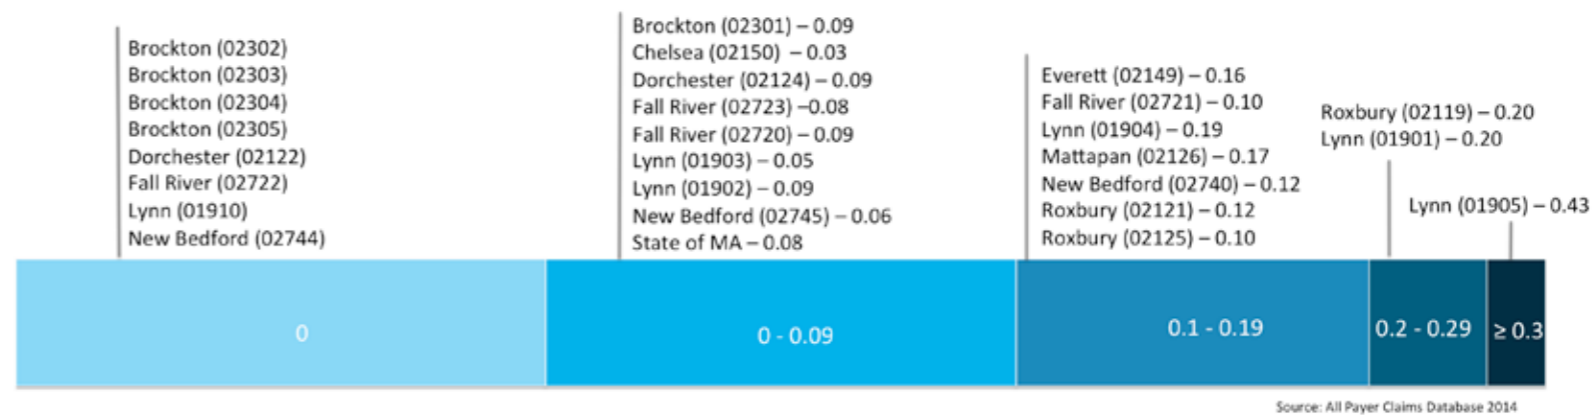 Brockton (02302)
Brockton (02303)
Brockton (02304)
Brockton (02305)
Dorchester (02122)
Fall River (02722)
Lynn (01910)
New Bedford (02744)
Brockton (02301) – 0.09
Chelsea (02150) – 0.03
Dorchester (02124) – 0.09
Fall River (02723) –0.08
Fall River (02720) – 0.09
Lynn (01903) – 0.05
Lynn (01902) – 0.09
New Bedford (02745) – 0.06
State of MA – 0.08
Everett (02149) – 0.16
Fall River (02721) – 0.10
Lynn (01904) – 0.19
Mattapan (02126) – 0.17
New Bedford (02740) – 0.12
Roxbury (02121) – 0.12
Roxbury (02125) – 0.10
Roxbury (02119) – 0.20
Lynn (01901) – 0.20
Lynn (01905) – 0.43
0
0 - 0.09
0.1 - 0.19
0.2 - 0.29
≥ 0.3
Source: All Payer Claims Database 2014